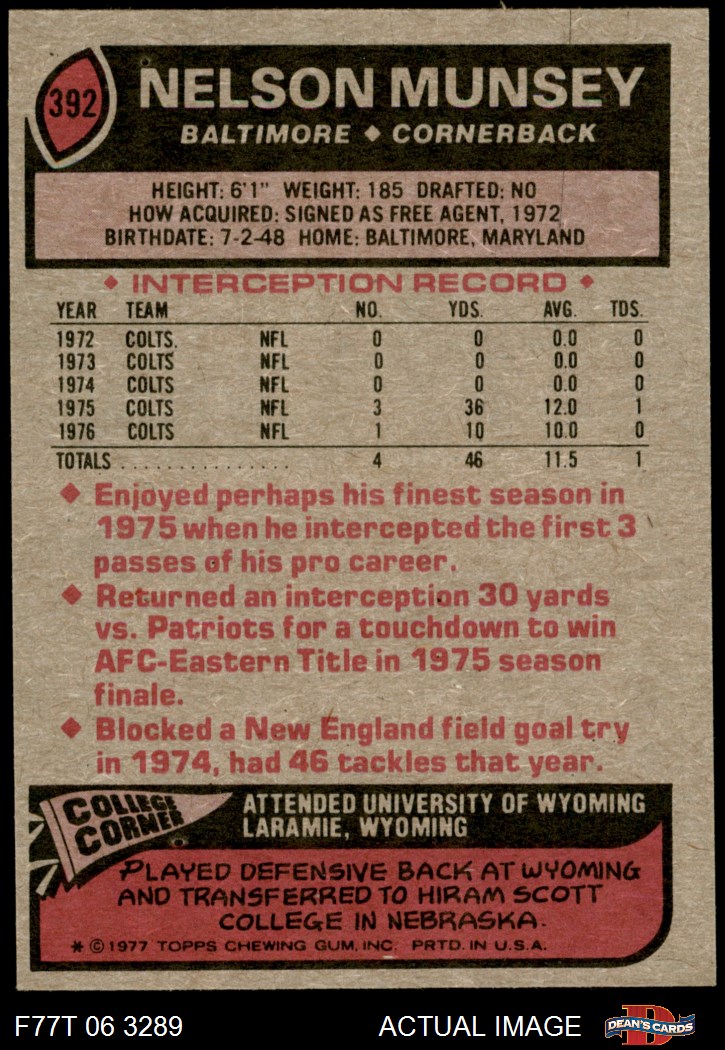 392
NELSON MUNSEY
BALTIMORE ◆ CORNERBACK
HEIGHT: 6'1" WEIGHT: 185 DRAFTED: NO
HOW ACQUIRED: SIGNED AS FREE AGENT, 1972
BIRTHDATE: 7-2-48 HOME: BALTIMORE, MARYLAND
◆ INTERCEPTION RECORD ◆
YEAR TEAM NO. YDS. AVG. TDS.
1972 COLTS. NFL 0 0 0.0 0
1973 COLTS NFL 0 0 0.0 0
1974 COLTS NFL 0 0 0.0 0
1975 COLTS NFL 3 36 12.0 1
1976 COLTS NFL 1 10 10.0 0
TOTALS . . . . . . . . . . . . . . . . 4 46 11.5 1
◆ Enjoyed perhaps his finest season in
1975 when he intercepted the first 3
passes of his pro career.
◆ Returned an interception 30 yards
vs. Patriots for a touchdown to win
AFC-Eastern Title in 1975 season
finale.
◆ Blocked a New England field goal try
in 1974, had 46 tackles that year.
COLLEGE
CORNER
ATTENDED UNIVERSITY OF WYOMING
LARAMIE, WYOMING
PLAYED DEFENSIVE BACK AT WYOMING
AND TRANSFERRED TO HIRAM SCOTT
COLLEGE IN NEBRASKA.
* © 1977 TOPPS CHEWING GUM, INC. PRTD. IN U.S.A.
F77T 06 3289 ACTUAL IMAGE
D
DEAN'S CARDS